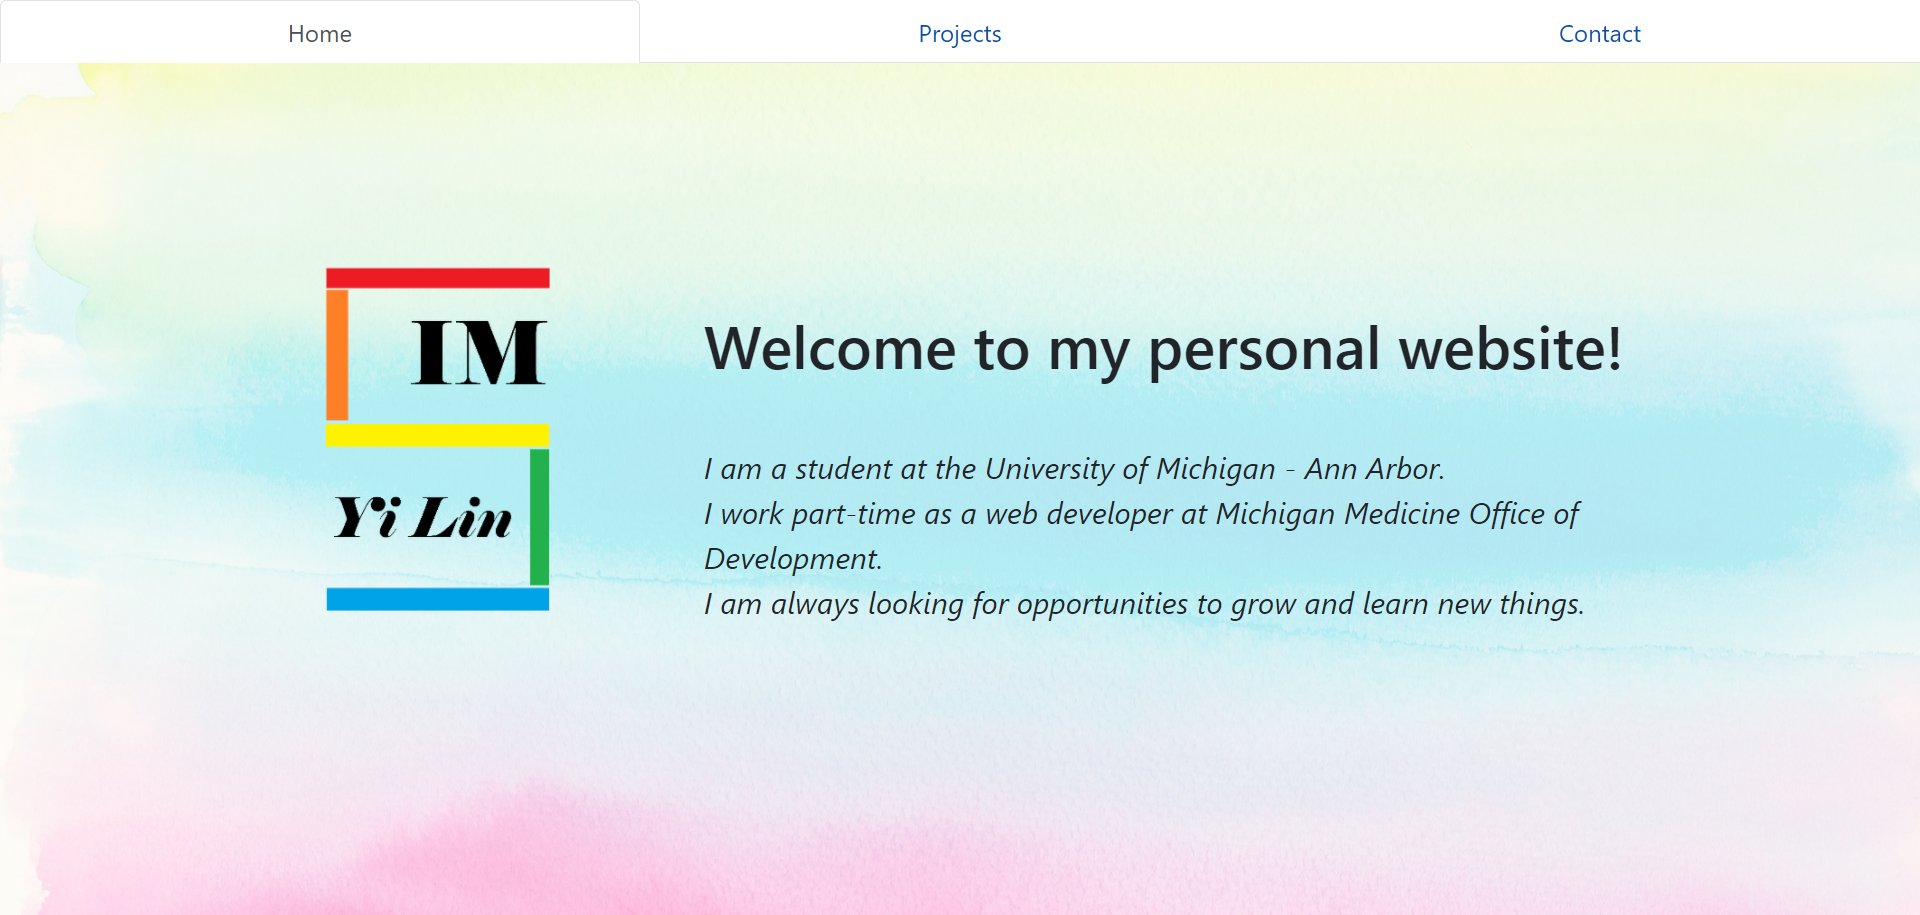 Home
Projects
Contact
IM
Yi Lin
Welcome to my personal website!
I am a student at the University of Michigan - Ann Arbor.
I work part-time as a web developer at Michigan Medicine Office of
Development.
I am always looking for opportunities to grow and learn new things.